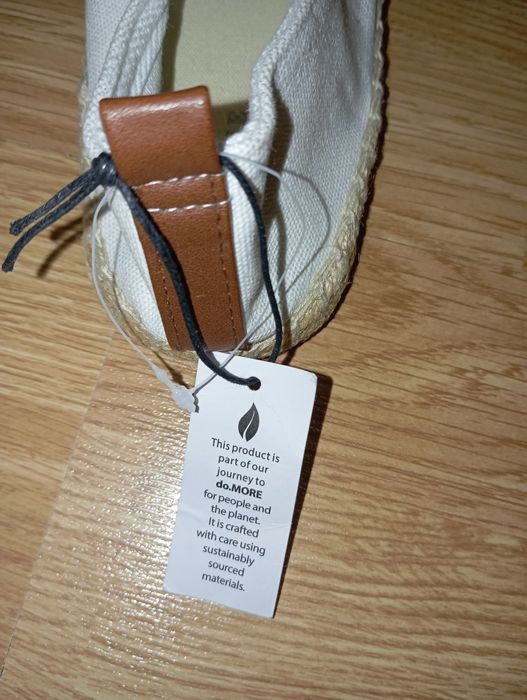 This product is
part of our
journey to
do.MORE
for people and
the planet.
It is crafted
with care using
sustainably
sourced
materials.